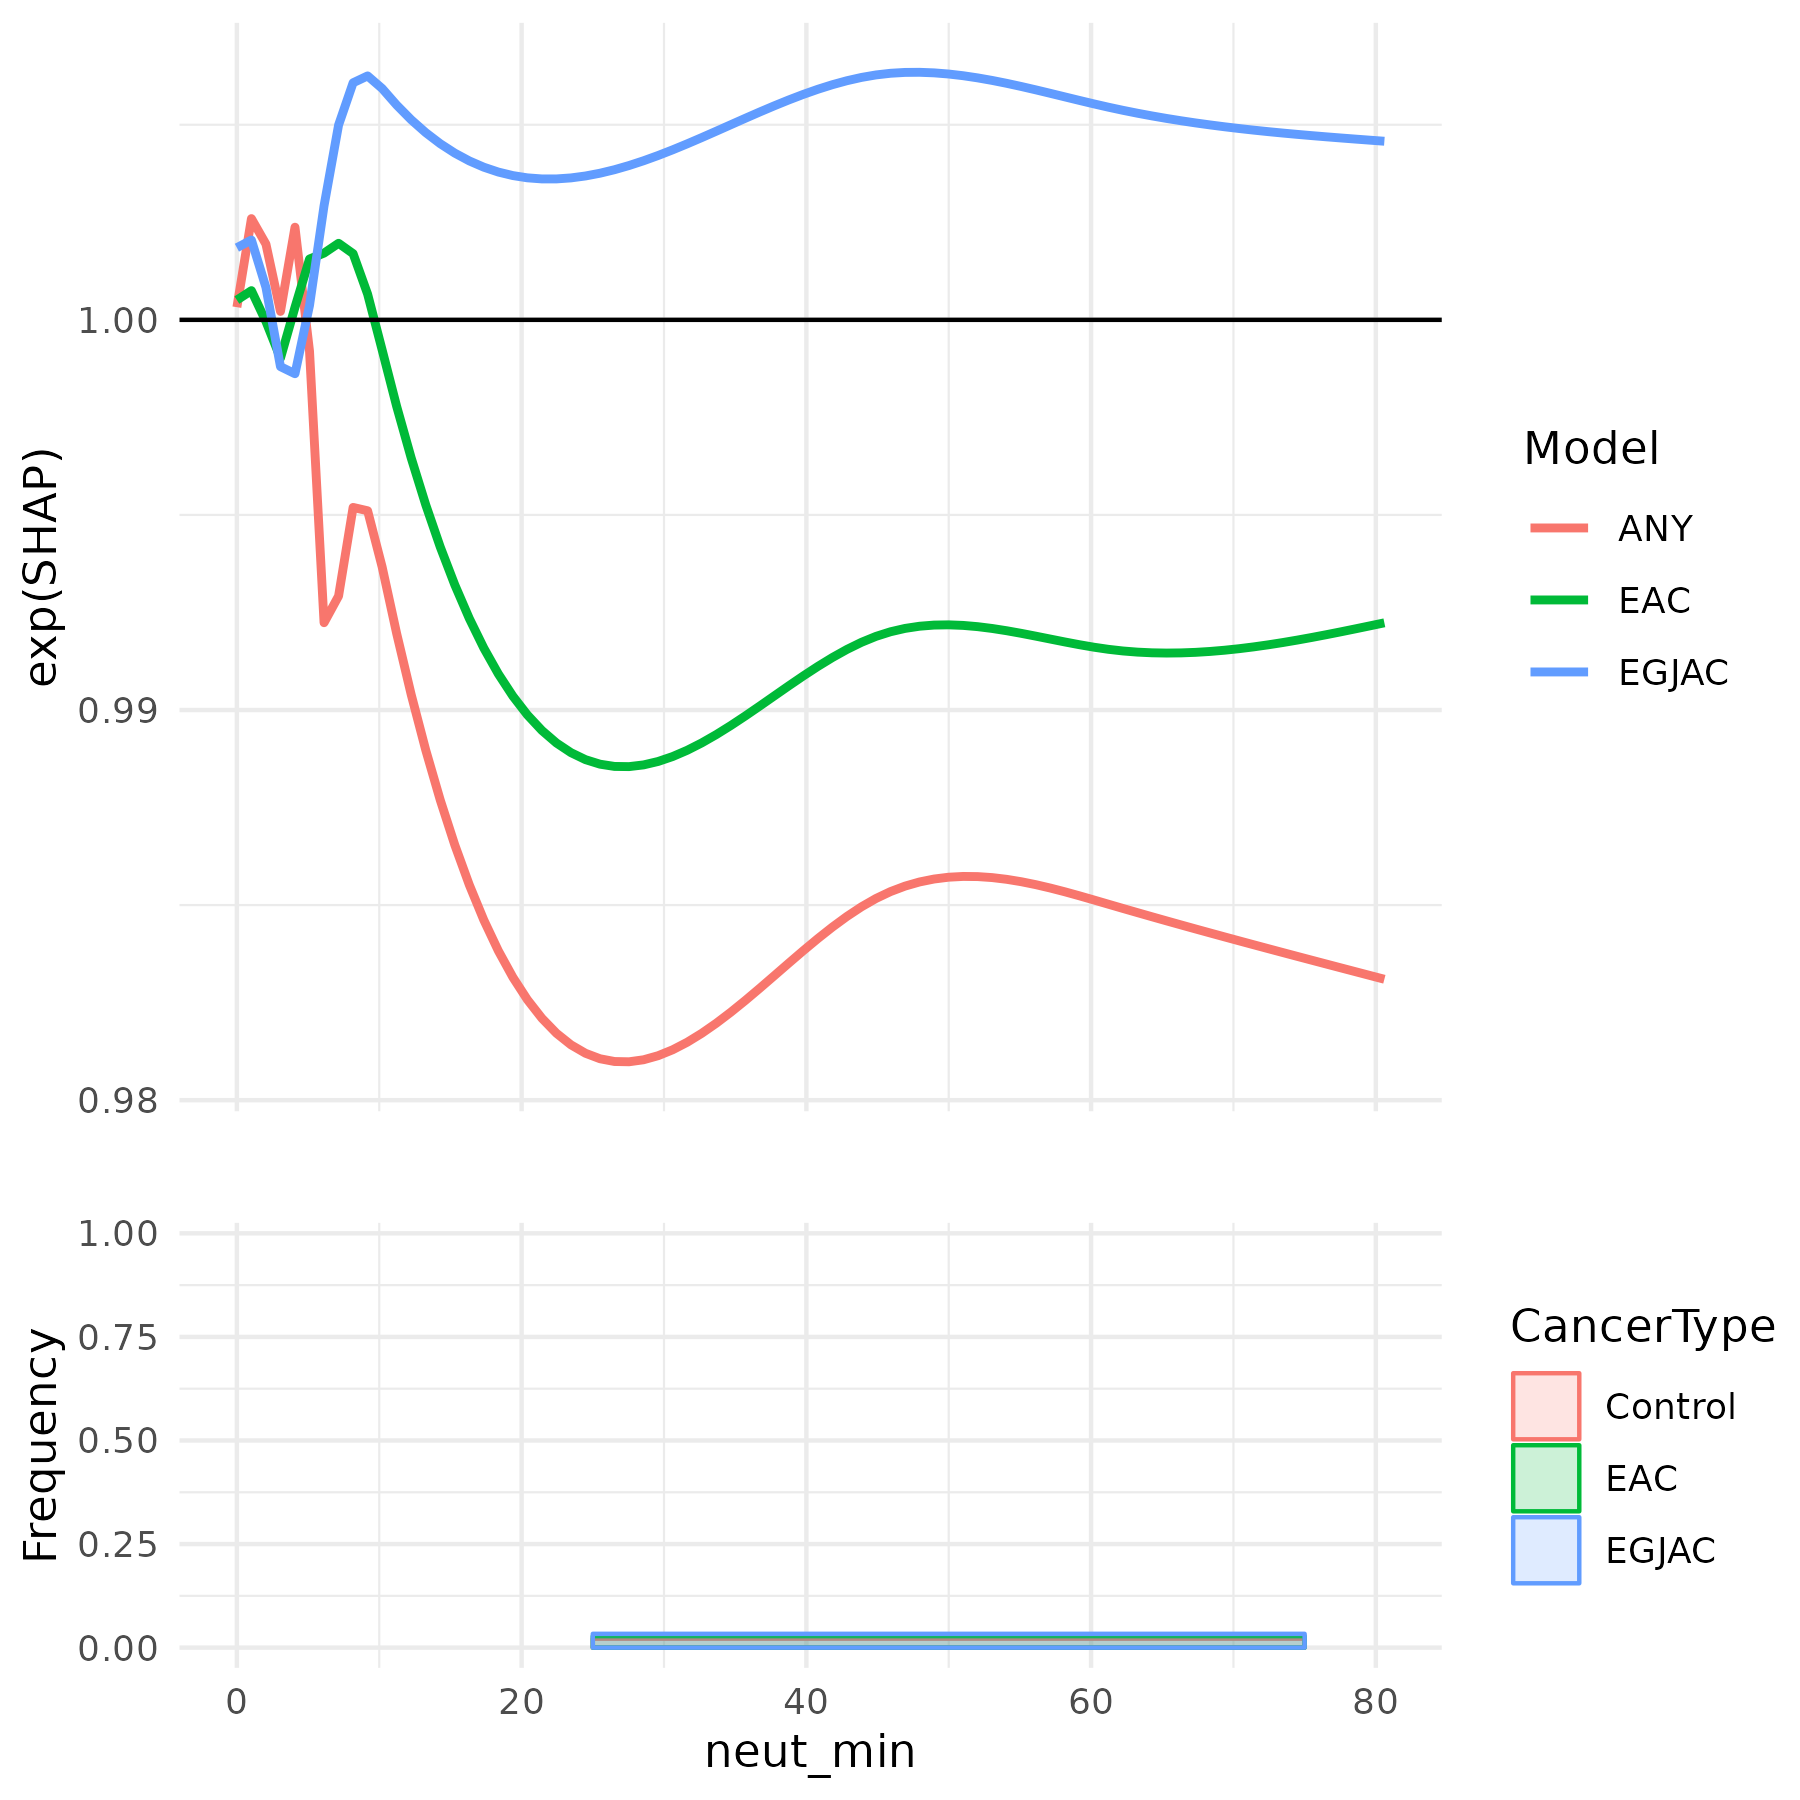 exp(SHAP)
1.00
0.99
0.98
Model
ANY
EAC
EGJAC
Frequency
1.00
0.75
0.50
0.25
0.00
0 20 40 60 80
neut_min
CancerType
Control
EAC
EGJAC